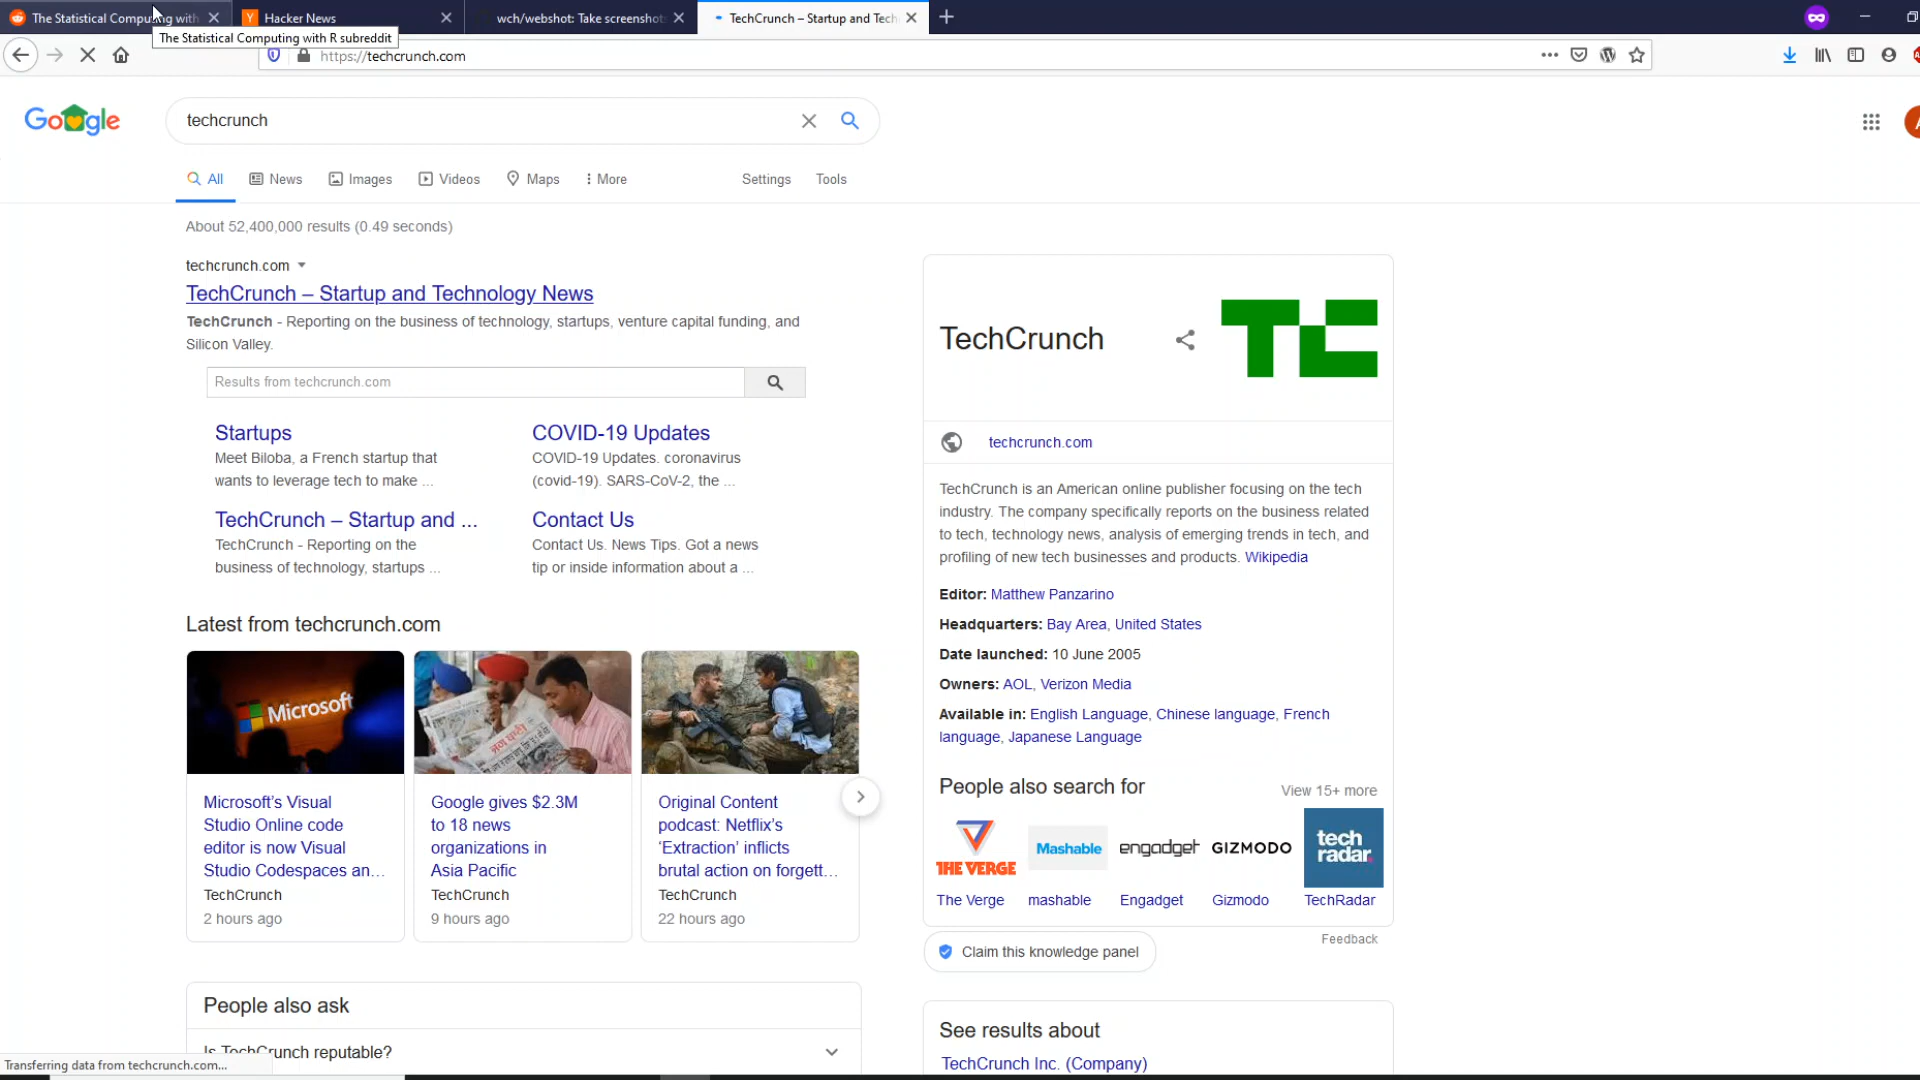 The Statistical Computing with
Hacker News
wch/webshot: Take screenshot
TechCrunch – Startup and Tech
The Statistical Computing with R subreddit
https://techcrunch.com
Google
techcrunch
All
News
Images
Videos
Maps
More
Settings
Tools
About 52,400,000 results (0.49 seconds)
techcrunch.com
TechCrunch – Startup and Technology News
TechCrunch - Reporting on the business of technology, startups, venture capital funding, and
Silicon Valley.
Results from techcrunch.com
Startups
Meet Biloba, a French startup that
wants to leverage tech to make ...
COVID-19 Updates
COVID-19 Updates. coronavirus
(covid-19). SARS-CoV-2, the ...
TechCrunch – Startup and ...
TechCrunch - Reporting on the
business of technology, startups ...
Contact Us
Contact Us. News Tips. Got a news
tip or inside information about a ...
Latest from techcrunch.com
Microsoft
Microsoft's Visual
Studio Online code
editor is now Visual
Studio Codespaces an...
TechCrunch
2 hours ago
Google gives $2.3M
to 18 news
organizations in
Asia Pacific
TechCrunch
9 hours ago
Original Content
podcast: Netflix's
‘Extraction’ inflicts
brutal action on forgett...
TechCrunch
22 hours ago
People also ask
Is TechCrunch reputable?
Transferring data from techcrunch.com...
TechCrunch
TC
techcrunch.com
TechCrunch is an American online publisher focusing on the tech
industry. The company specifically reports on the business related
to tech, technology news, analysis of emerging trends in tech, and
profiling of new tech businesses and products. Wikipedia
Editor: Matthew Panzarino
Headquarters: Bay Area, United States
Date launched: 10 June 2005
Owners: AOL, Verizon Media
Available in: English Language, Chinese language, French
language, Japanese Language
People also search for
View 15+ more
THE VERGE
Mashable
engadget
GIZMODO
tech
radar.
The Verge
mashable
Engadget
Gizmodo
TechRadar
Feedback
Claim this knowledge panel
See results about
TechCrunch Inc. (Company)